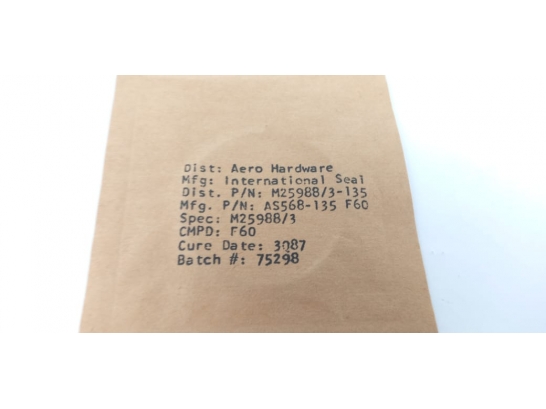 Dist: Aero Hardware
Mfg: International Seal
Dist. P/N: M25988/3-135
Mfg. P/N: AS568-135 F60
Spec: M25988/3
CMPD: F60
Cure Date: 3Q87
Batch #: 75298